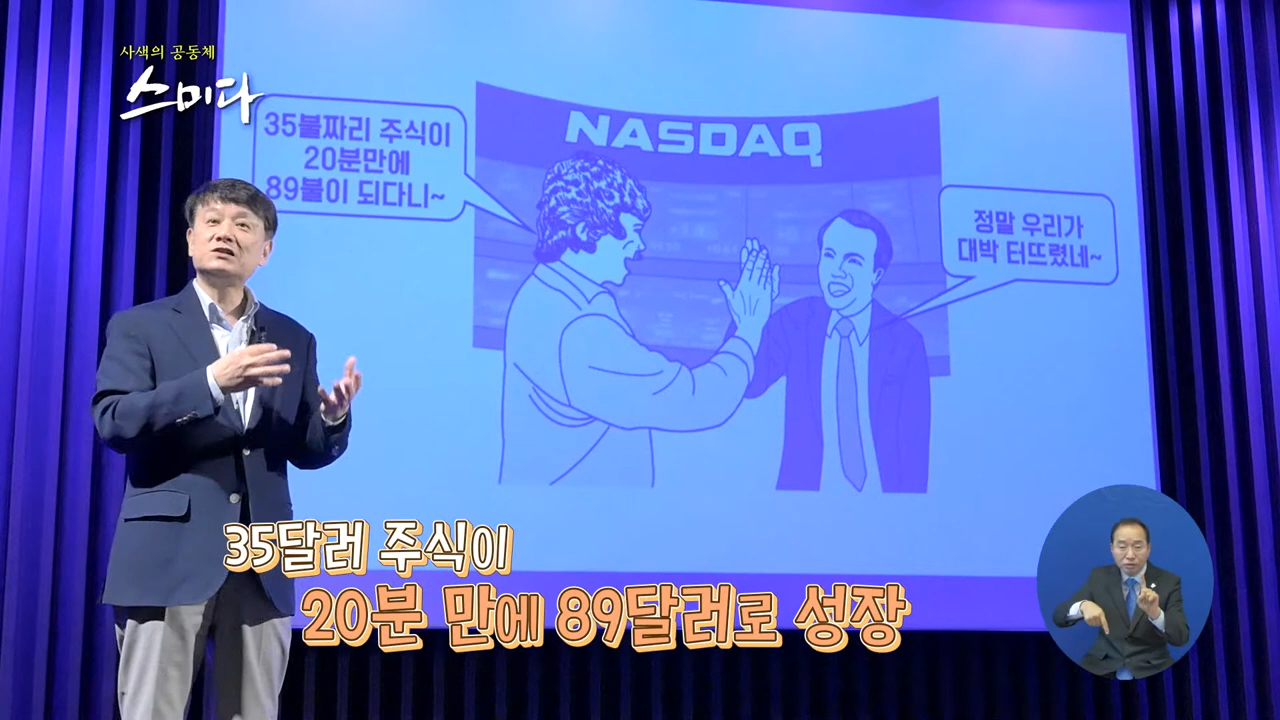 사색의 공동체
스미다
35불짜리 주식이
20분만에
89불이 되다니~
NASDAQ
정말 우리가
대박 터뜨렸네~
35달러 주식이
20분 만에 89달러로 성장